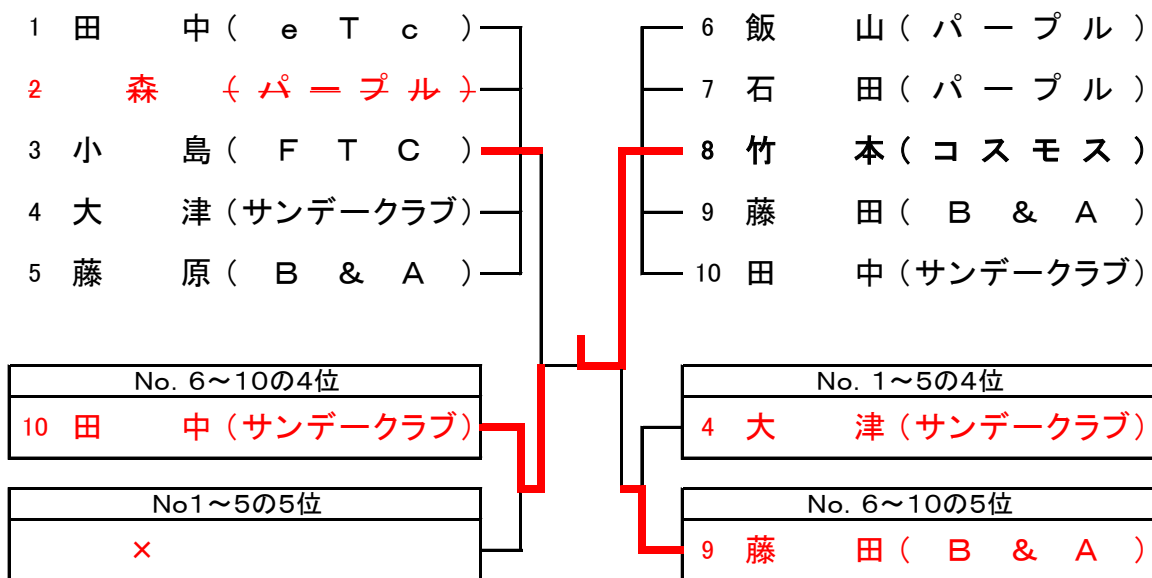 1 田 中 ( e T c )
2 森 ( パ ー プ ル )
3 小 島 ( F T C )
4 大 津 (サンデークラブ)
5 藤 原 ( B & A )
6 飯 山 ( パ ー プ ル )
7 石 田 ( パ ー プ ル )
8 竹 本 ( コ ス モ ス )
9 藤 田 ( B & A )
10 田 中 (サンデークラブ)
No. 6~10の4位
10 田 中 (サンデークラブ)
No1~5の5位
×
No. 1~5の4位
4 大 津 (サンデークラブ)
No. 6~10の5位
9 藤 田 ( B & A )